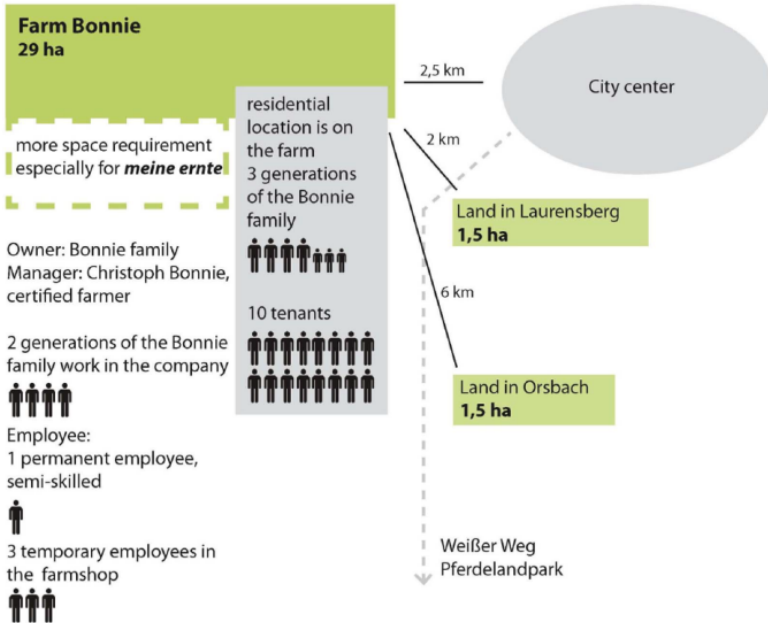 Farm Bonnie
29 ha
more space requirement
especially for meine ernte
residential
location is on
the farm
3 generations
of the Bonnie
family
10 tenants
2,5 km
City center
2 km
Land in Laurensberg
1,5 ha
6 km
Land in Orsbach
1,5 ha
Weißer Weg
Pferdelandpark
Owner: Bonnie family
Manager: Christoph Bonnie,
certified farmer
2 generations of the Bonnie
family work in the company
Employee:
1 permanent employee,
semi-skilled
3 temporary employees in
the farmshop